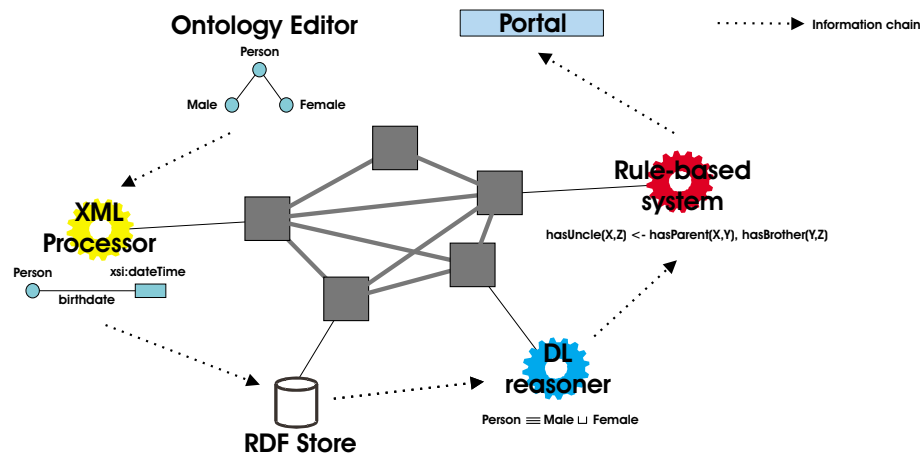 Ontology Editor
Person
Male
Female
Portal
Information chain
XML
Processor
Person
xsi:dateTime
birthdate
Rule-based
system
hasUncle(X,Z) <- hasParent(X,Y), hasBrother(Y,Z)
RDF Store
DL
reasoner
Person ≡ Male ⊔ Female